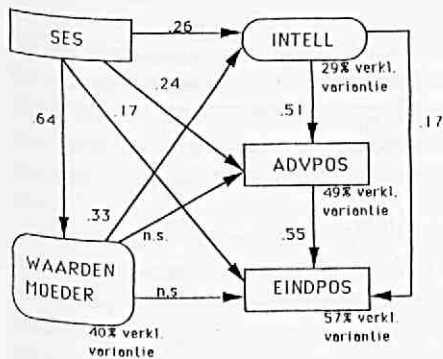 SES
.26
INTELL
29% verkl.
variantie
.24
.17
.64
.51
.17
ADVPOS
49% verkl.
variantie
.33
n.s.
.55
WAARDEN
MOEDER
n.s
EINDPOS
40% verkl.
variantie
57% verkl.
variantie